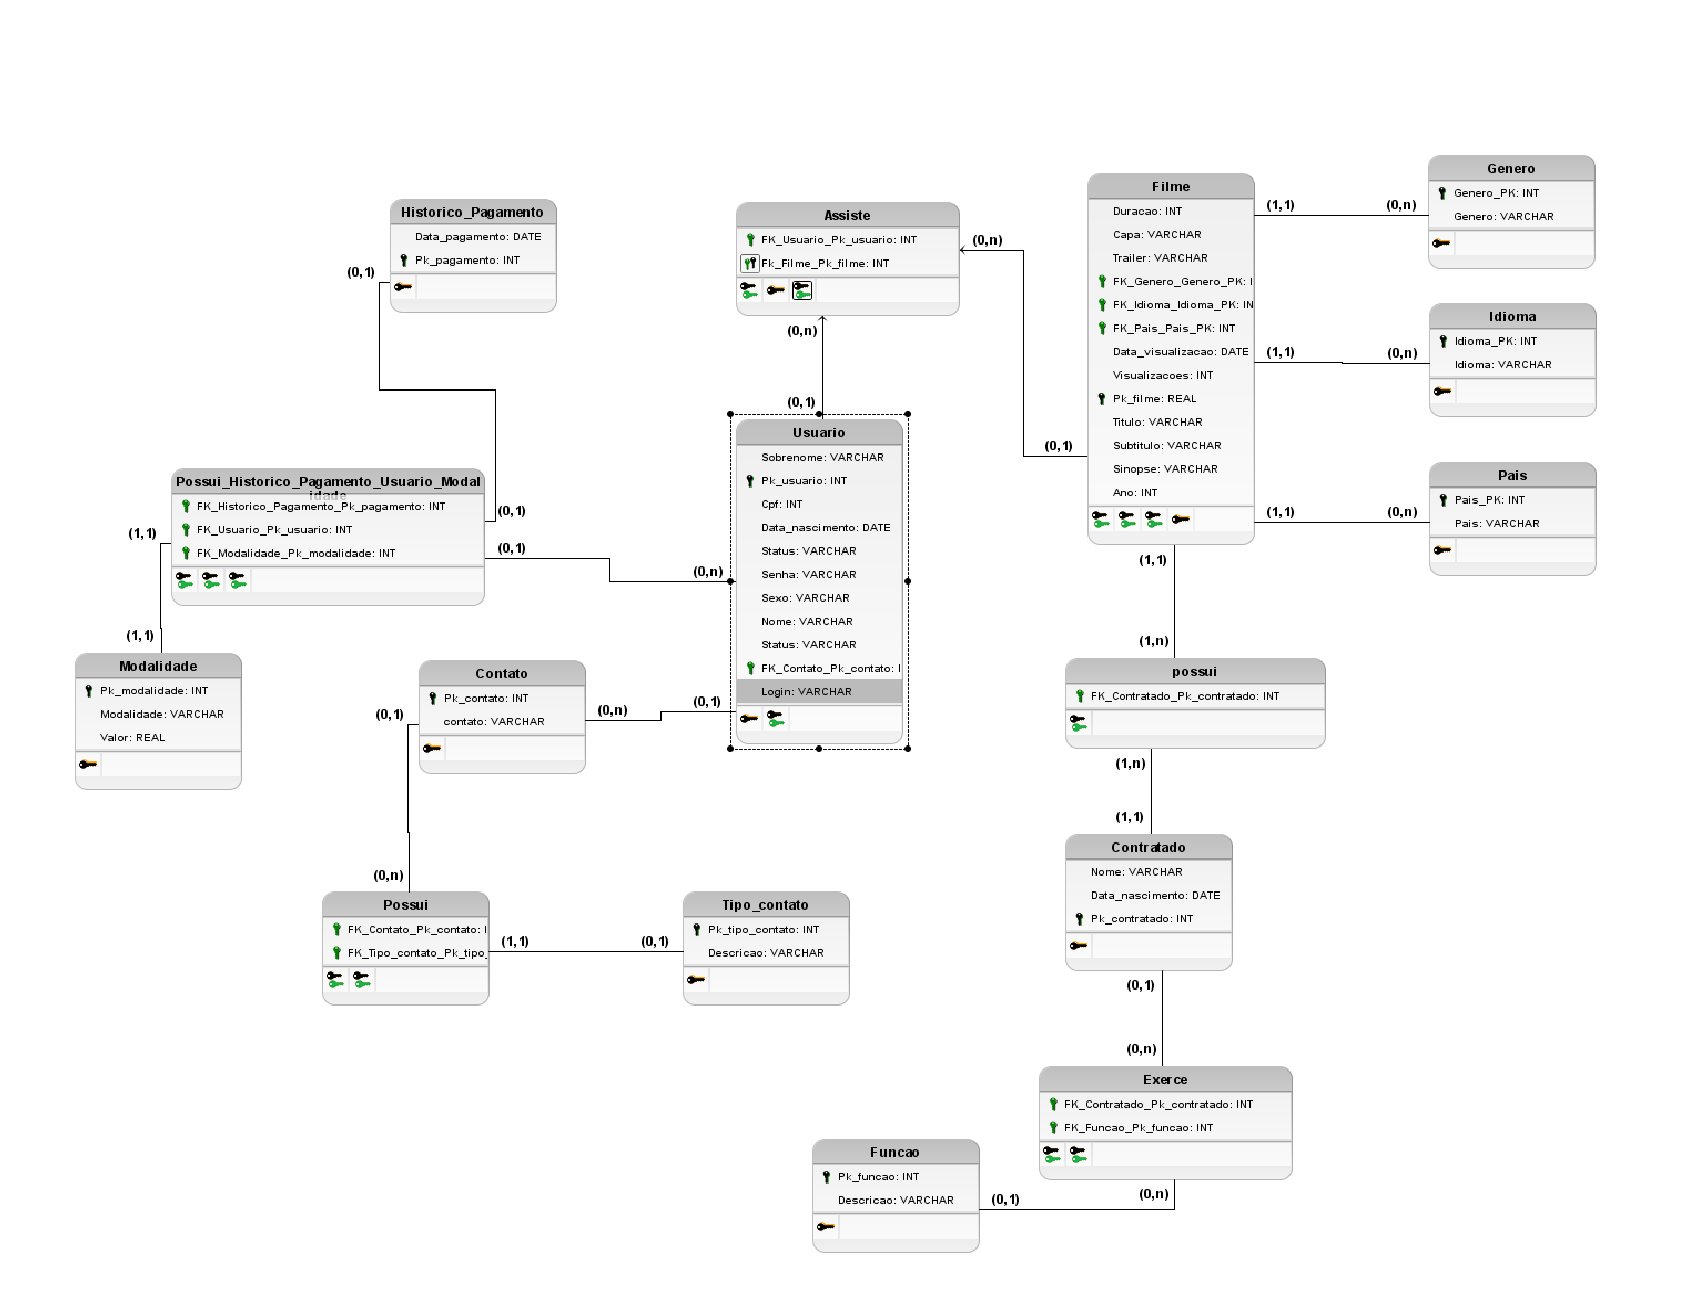 Historico_Pagamento
Data_pagamento: DATE
Pk_pagamento: INT
(0,1)
Assiste
FK_Usuario_Pk_usuario: INT
Fk_Filme_Pk_filme: INT
(0,n)
(0,n)
(0,1)
Filme
Duracao: INT
Capa: VARCHAR
Trailer: VARCHAR
FK_Genero_Genero_PK: I
FK_Idioma_Idioma_PK: IN
FK_Pais_Pais_PK: INT
Data_visualizacao: DATE
Visualizacoes: INT
Pk_filme: REAL
Titulo: VARCHAR
Subtitulo: VARCHAR
Sinopse: VARCHAR
Ano: INT
(0,1)
(1,1)
(0,n)
Genero
Genero_PK: INT
Genero: VARCHAR
(1,1)
(0,n)
Idioma
Idioma_PK: INT
Idioma: VARCHAR
(1,1)
(0,n)
Pais
Pais_PK: INT
Pais: VARCHAR
Usuario
Sobrenome: VARCHAR
Pk_usuario: INT
Cpf: INT
Data_nascimento: DATE
Status: VARCHAR
Senha: VARCHAR
Sexo: VARCHAR
Nome: VARCHAR
Status: VARCHAR
FK_Contato_Pk_contato: I
Login: VARCHAR
Possui_Historico_Pagamento_Usuario_Modal
idade
FK_Historico_Pagamento_Pk_pagamento: INT
FK_Usuario_Pk_usuario: INT
FK_Modalidade_Pk_modalidade: INT
(0,1)
(0,1)
(0,n)
(1,1)
(1,1)
Modalidade
Pk_modalidade: INT
Modalidade: VARCHAR
Valor: REAL
Contato
Pk_contato: INT
contato: VARCHAR
(0,n)
(0,1)
(0,1)
(0,n)
Possui
FK_Contato_Pk_contato: I
FK_Tipo_contato_Pk_tipo_
(1,1)
(0,1)
Tipo_contato
Pk_tipo_contato: INT
Descricao: VARCHAR
(1,1)
(1,n)
possui
FK_Contratado_Pk_contratado: INT
(1,n)
(1,1)
Contratado
Nome: VARCHAR
Data_nascimento: DATE
Pk_contratado: INT
(0,1)
(0,n)
Exerce
FK_Contratado_Pk_contratado: INT
FK_Funcao_Pk_funcao: INT
(0,n)
(0,1)
Funcao
Pk_funcao: INT
Descricao: VARCHAR